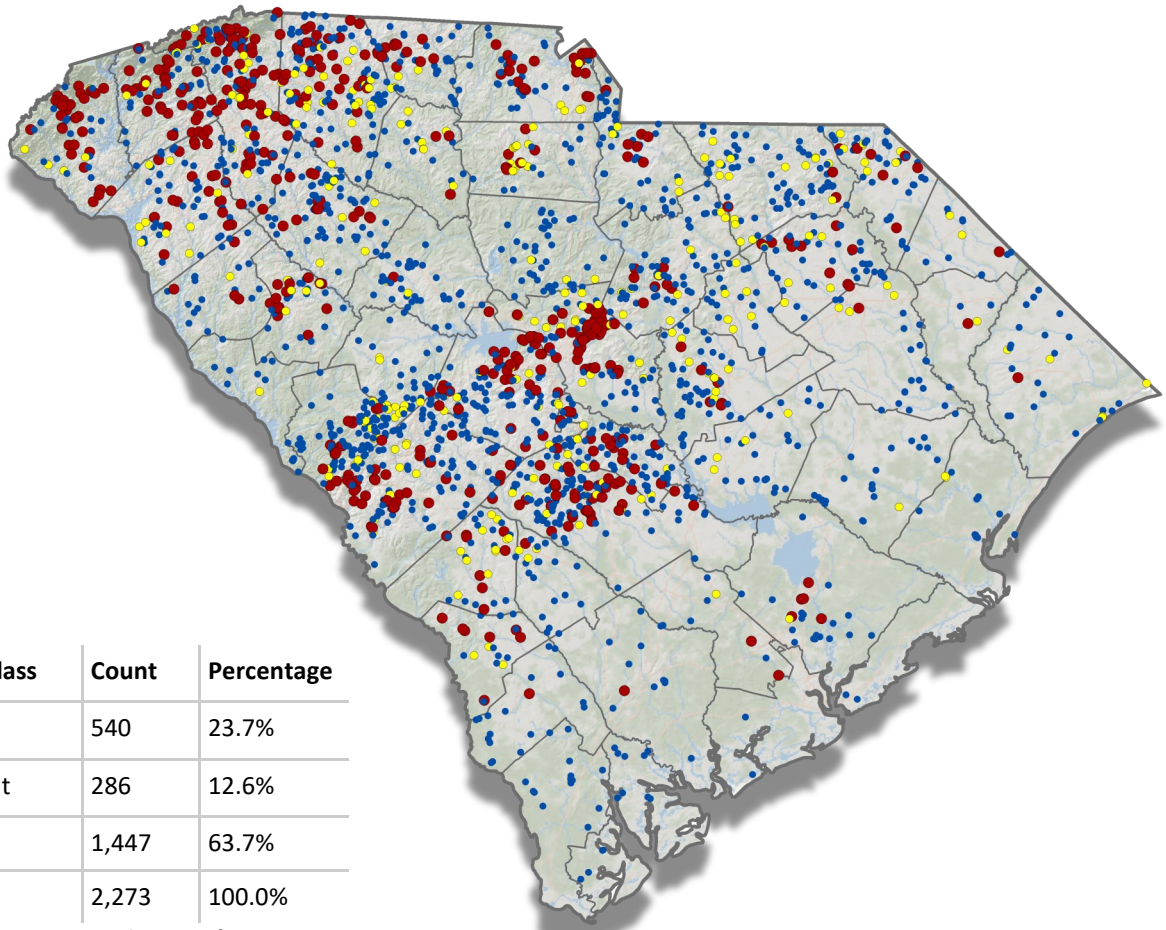 lass Count Percentage
540 23.7%
t 286 12.6%
1,447 63.7%
2,273 100.0%